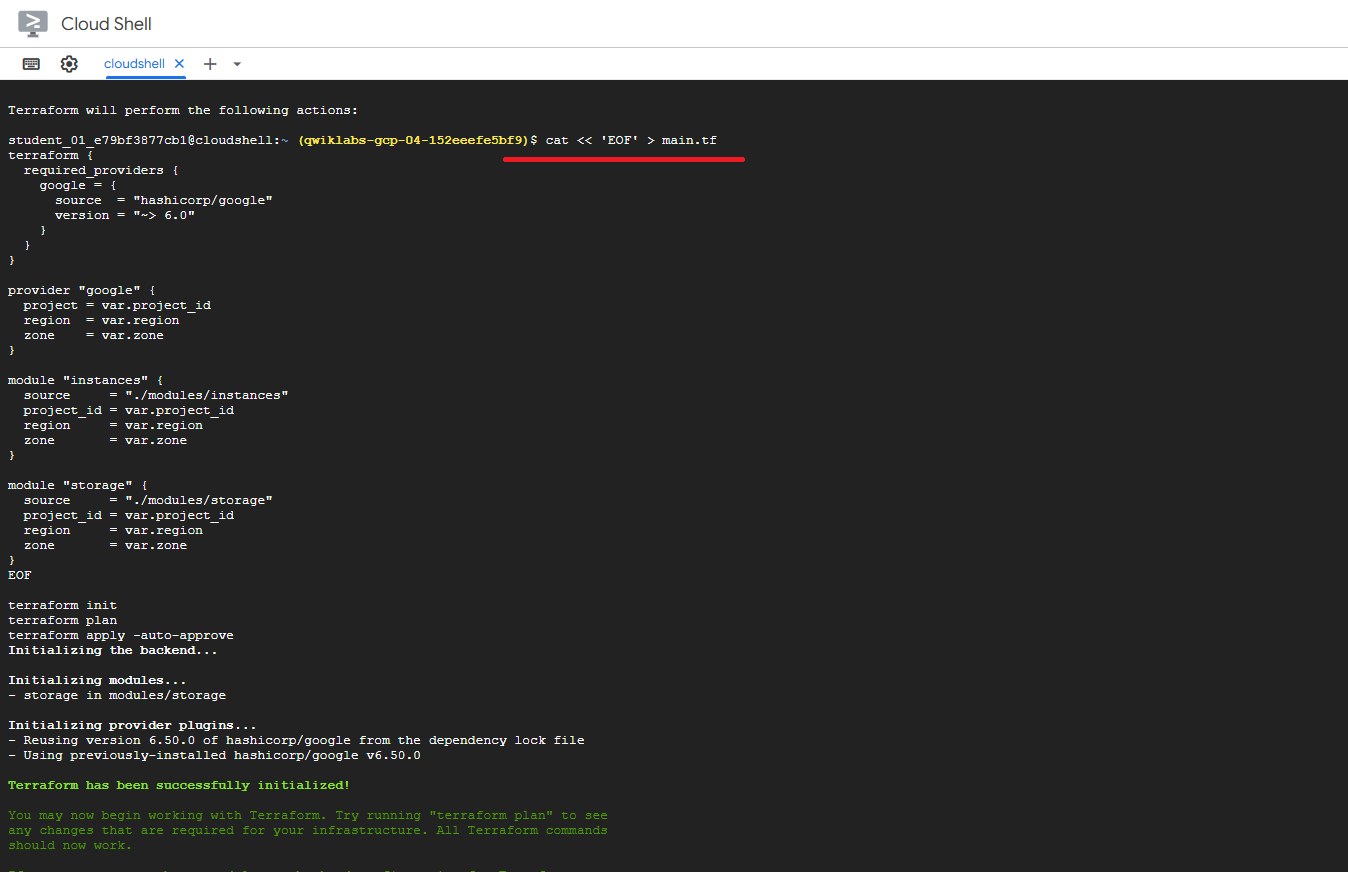 Cloud Shell
cloudshell
Terraform will perform the following actions:
student_01_e79bf3877cb1@cloudshell:~ (qwiklabs-gcp-04-152eeefe5bf9)$ cat << 'EOF' > main.tf
terraform {
  required_providers {
    google = {
      source  = "hashicorp/google"
      version = "~> 6.0"
    }
  }
}
provider "google" {
  project = var.project_id
  region  = var.region
  zone    = var.zone
}
module "instances" {
  source     = "./modules/instances"
  project_id = var.project_id
  region     = var.region
  zone       = var.zone
}
module "storage" {
  source     = "./modules/storage"
  project_id = var.project_id
  region     = var.region
  zone       = var.zone
}
EOF
terraform init
terraform plan
terraform apply -auto-approve
Initializing the backend...
Initializing modules...
- storage in modules/storage
Initializing provider plugins...
- Reusing version 6.50.0 of hashicorp/google from the dependency lock file
- Using previously-installed hashicorp/google v6.50.0
Terraform has been successfully initialized!
You may now begin working with Terraform. Try running "terraform plan" to see
any changes that are required for your infrastructure. All Terraform commands
should now work.